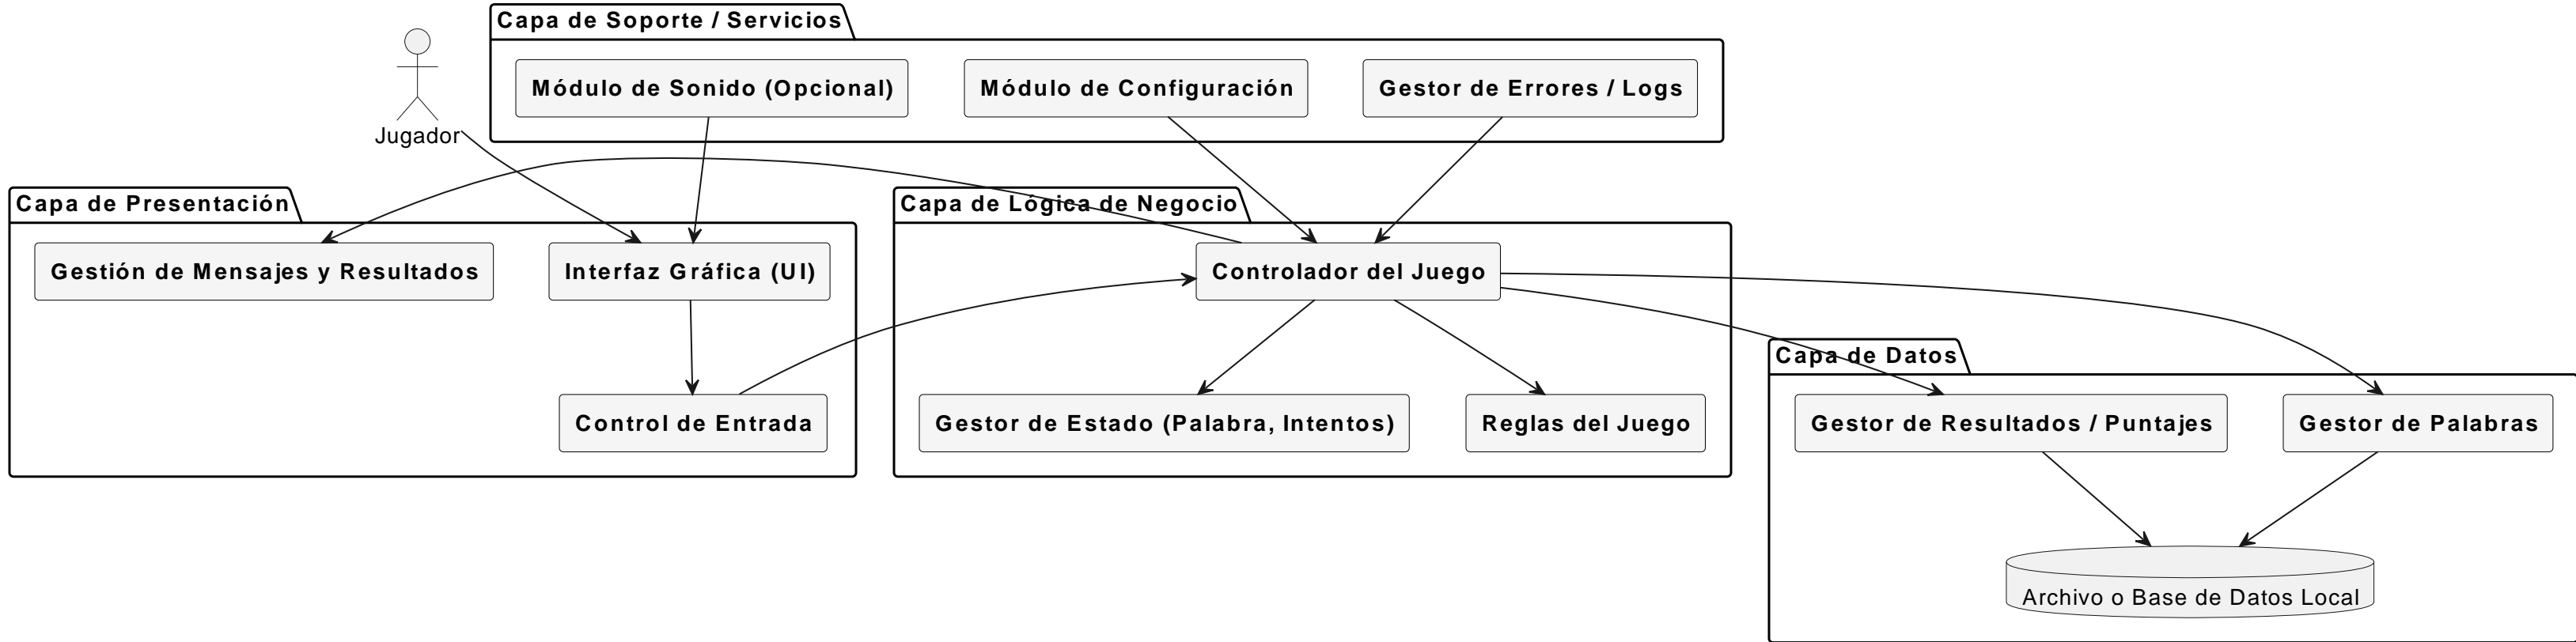 Capa de Soporte / Servicios
Módulo de Sonido (Opcional)
Módulo de Configuración
Gestor de Errores / Logs
Jugador
Capa de Presentación
Gestión de Mensajes y Resultados
Interfaz Gráfica (UI)
Control de Entrada
Capa de Lógica de Negocio
Controlador del Juego
Gestor de Estado (Palabra, Intentos)
Reglas del Juego
Capa de Datos
Gestor de Resultados / Puntajes
Gestor de Palabras
Archivo o Base de Datos Local